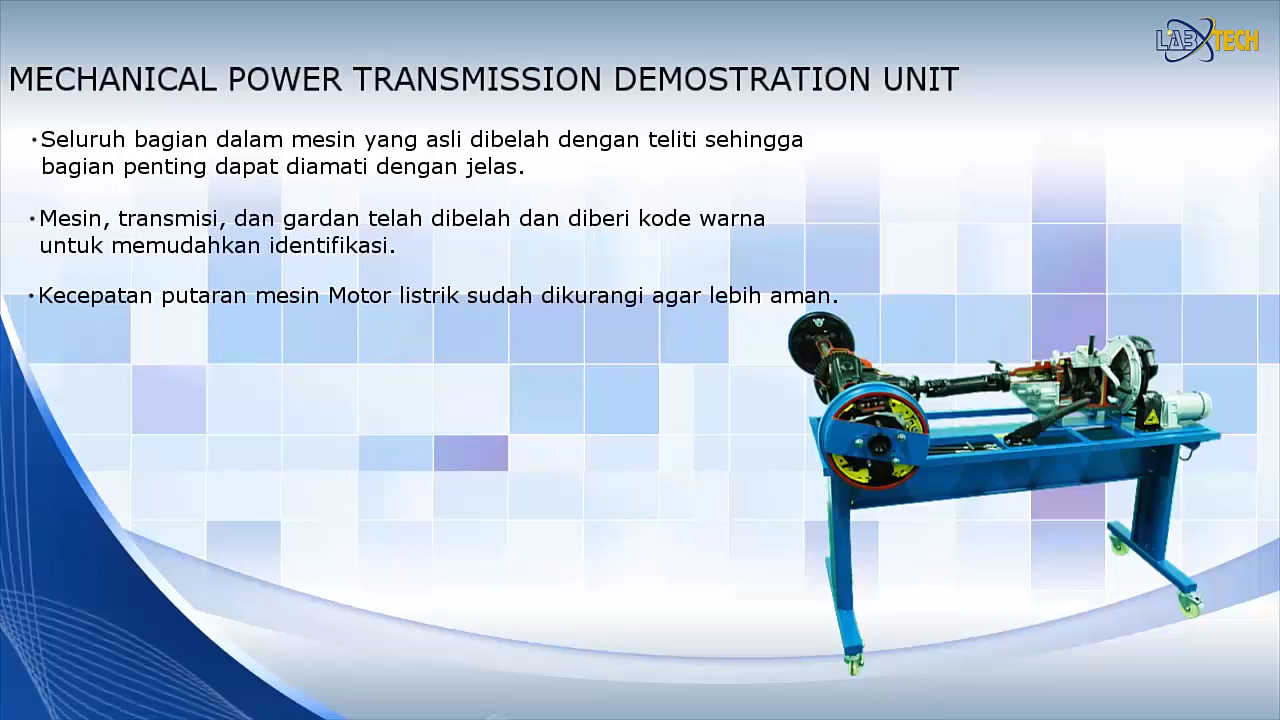 LABXTECH
MECHANICAL POWER TRANSMISSION DEMOSTRATION UNIT
•Seluruh bagian dalam mesin yang asli dibelah dengan teliti sehingga
bagian penting dapat diamati dengan jelas.
•Mesin, transmisi, dan gardan telah dibelah dan diberi kode warna
untuk memudahkan identifikasi.
•Kecepatan putaran mesin Motor listrik sudah dikurangi agar lebih aman.